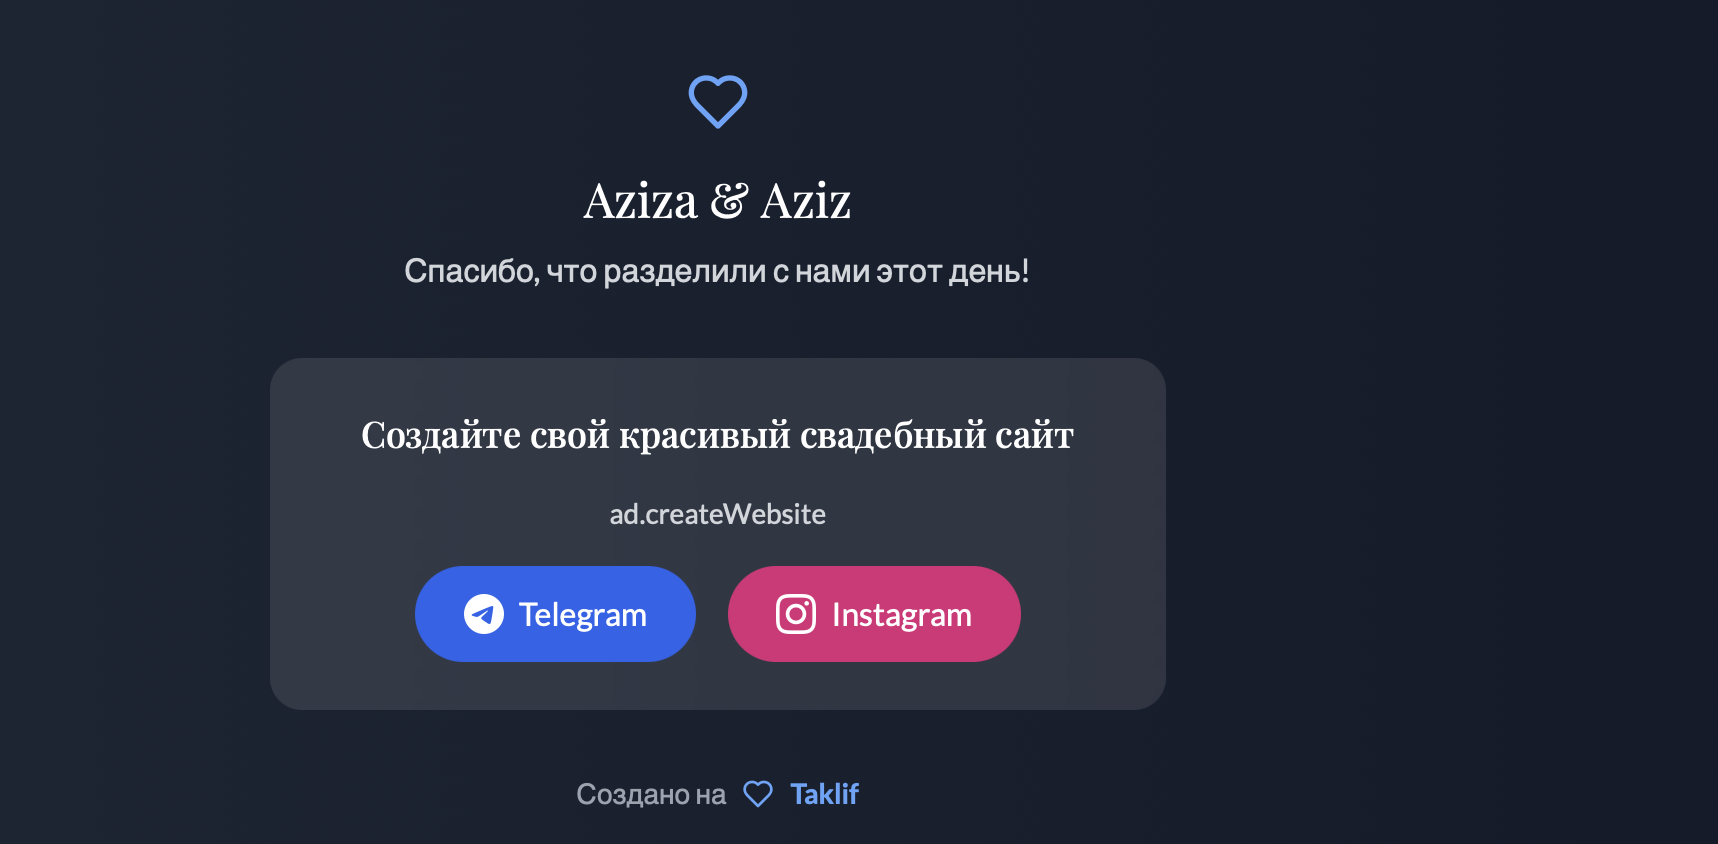 Aziza & Aziz
Спасибо, что разделили с нами этот день!
Создайте свой красивый свадебный сайт
ad.createWebsite
Telegram Instagram
Создано на Taklif